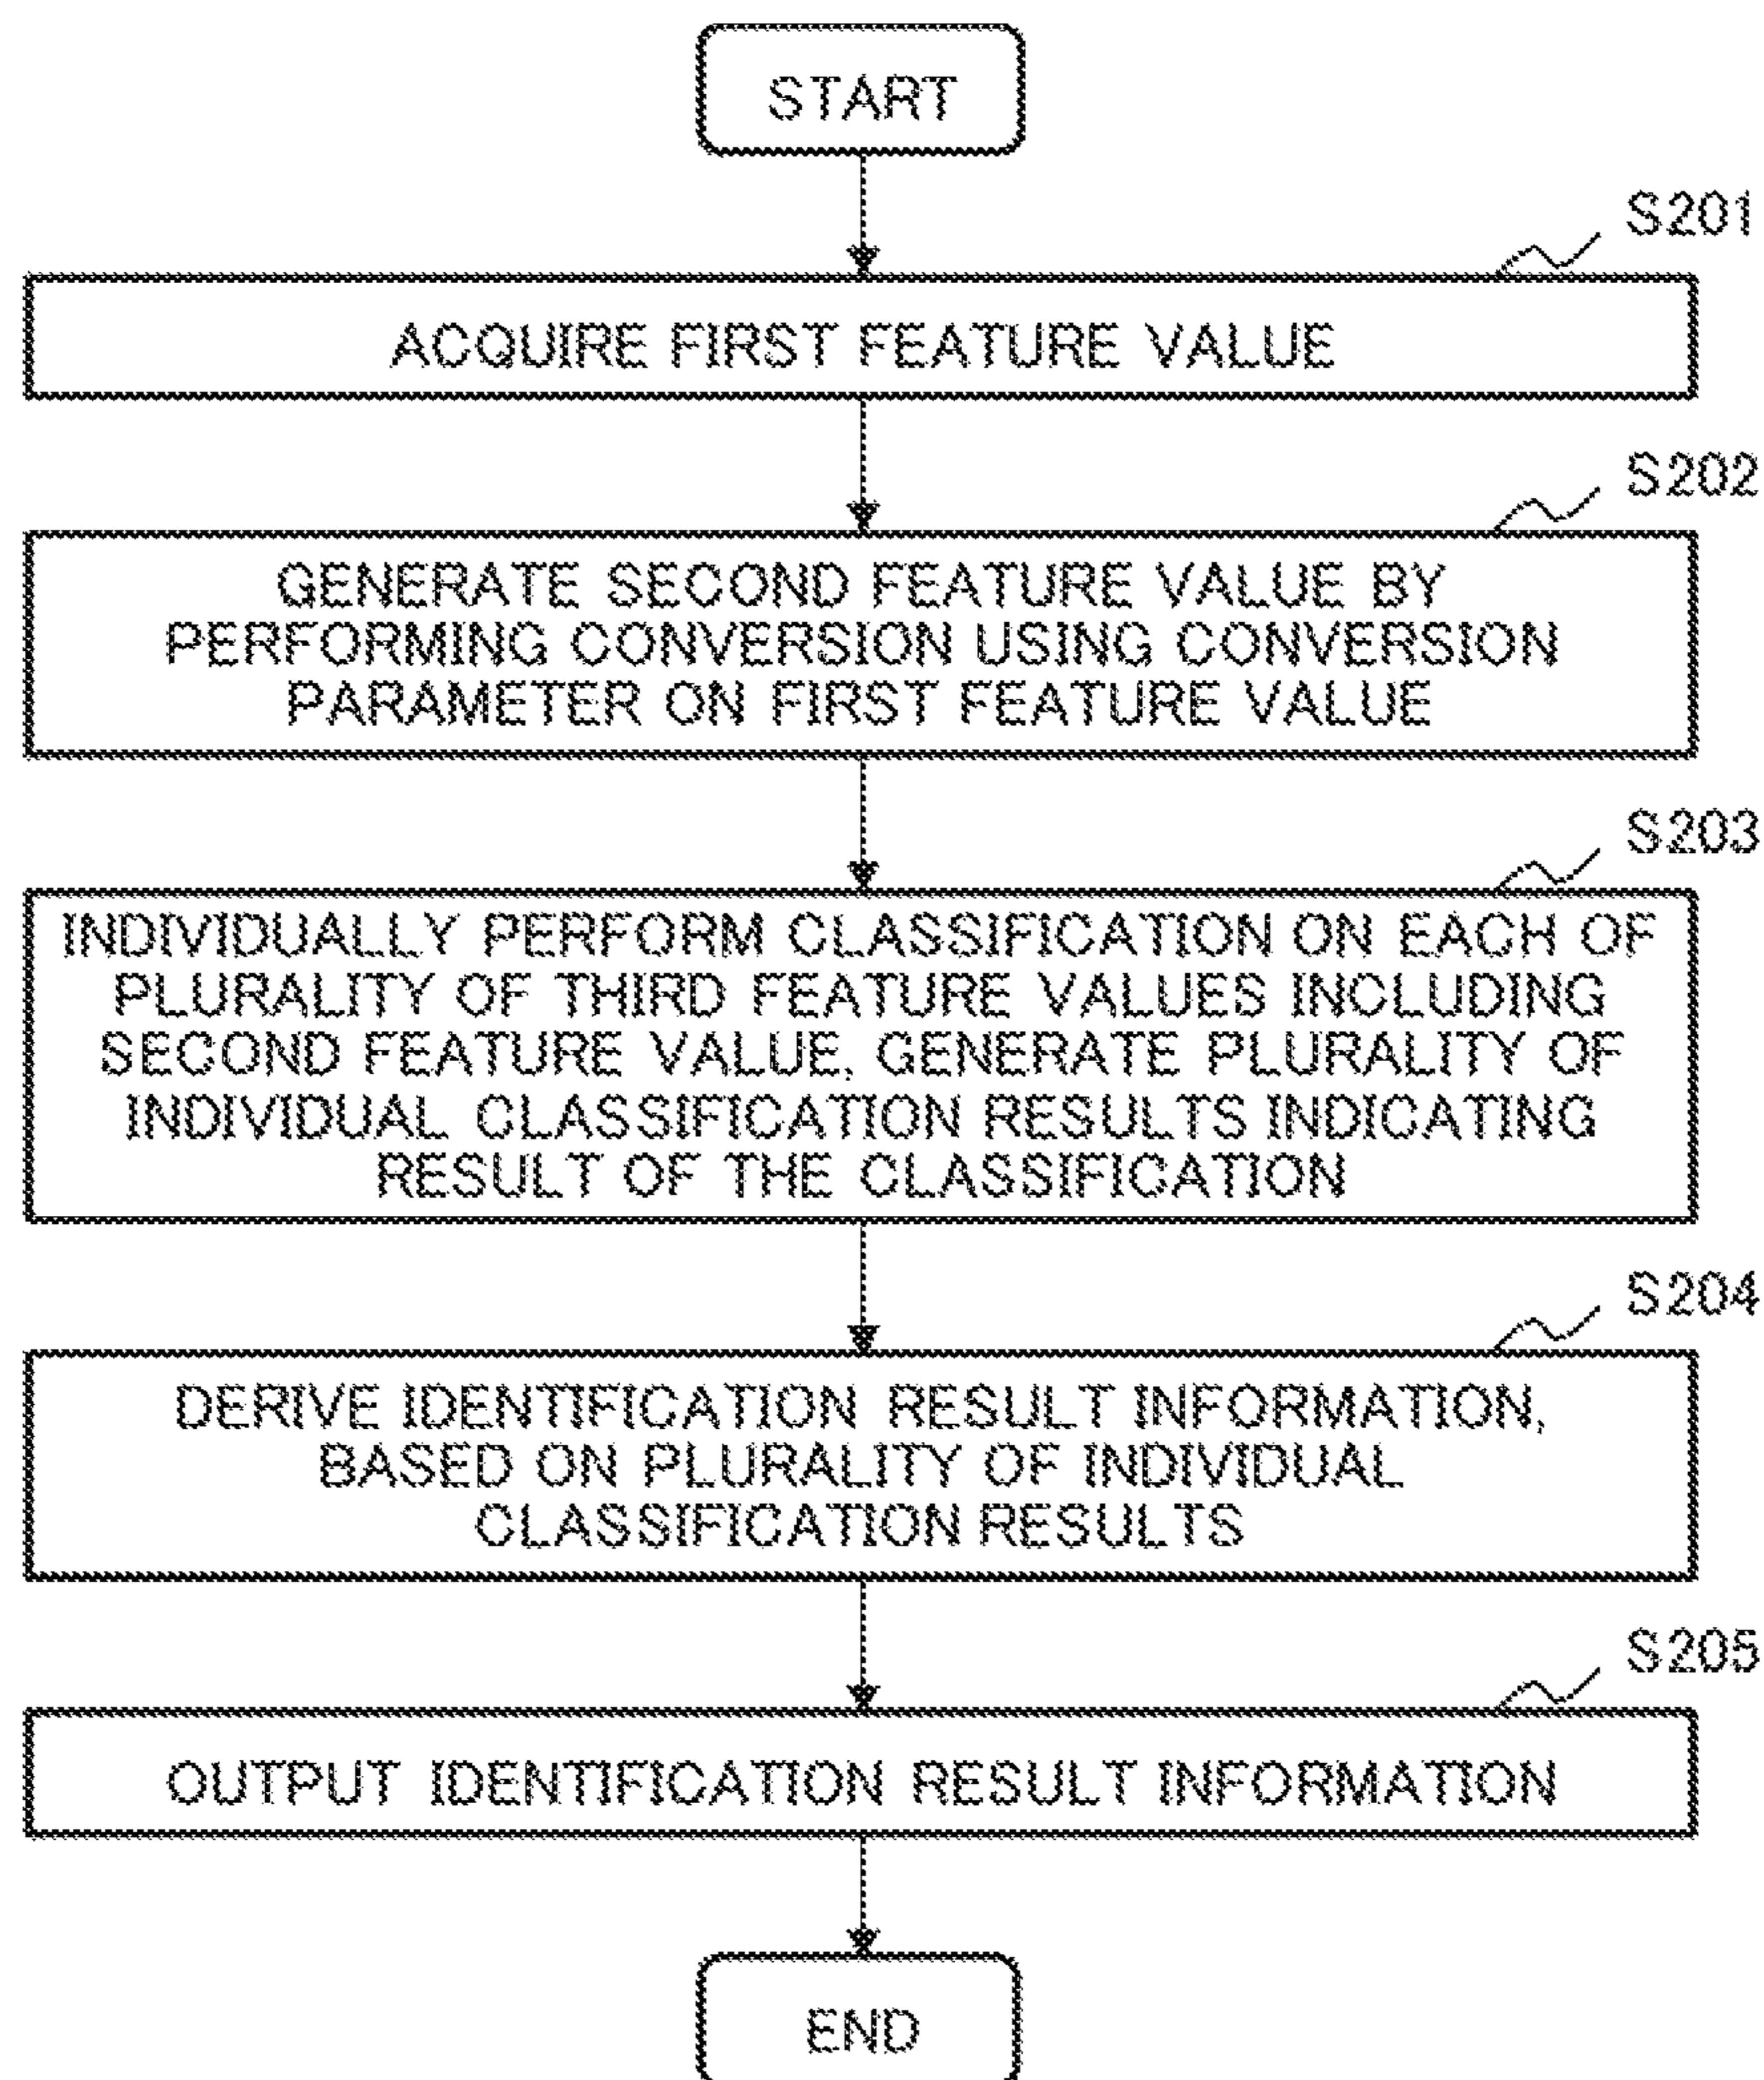 START
S201
ACQUIRE FIRST FEATURE VALUE
S202
GENERATE SECOND FEATURE VALUE BY
PERFORMING CONVERSION USING CONVERSION
PARAMETER ON FIRST FEATURE VALUE
S203
INDIVIDUALLY PERFORM CLASSIFICATION ON EACH OF
PLURALITY OF THIRD FEATURE VALUES INCLUDING
SECOND FEATURE VALUE, GENERATE PLURALITY OF
INDIVIDUAL CLASSIFICATION RESULTS INDICATING
RESULT OF THE CLASSIFICATION
S204
DERIVE IDENTIFICATION RESULT INFORMATION,
BASED ON PLURALITY OF INDIVIDUAL
CLASSIFICATION RESULTS
S205
OUTPUT IDENTIFICATION RESULT INFORMATION
END